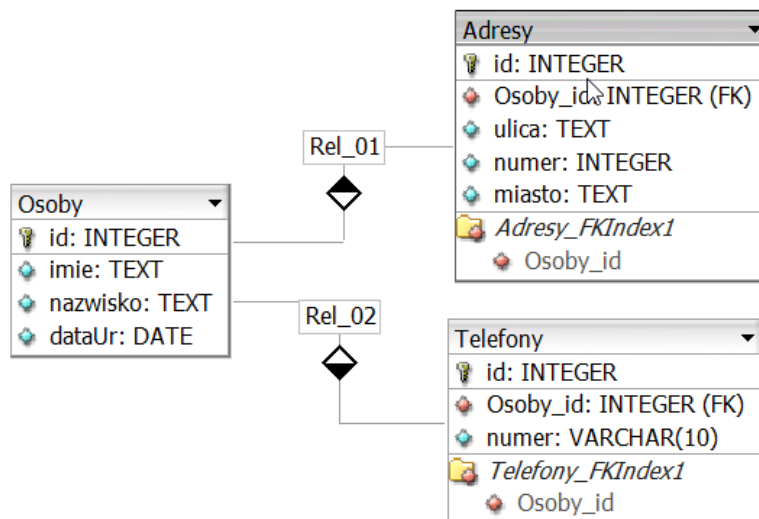 Osoby
id: INTEGER
imie: TEXT
nazwisko: TEXT
dataUr: DATE
Rel_01
Rel_02
Adresy
id: INTEGER
Osoby_id: INTEGER (FK)
ulica: TEXT
numer: INTEGER
miasto: TEXT
Adresy_FKIndex1
Osoby_id
Telefony
id: INTEGER
Osoby_id: INTEGER (FK)
numer: VARCHAR(10)
Telefony_FKIndex1
Osoby_id